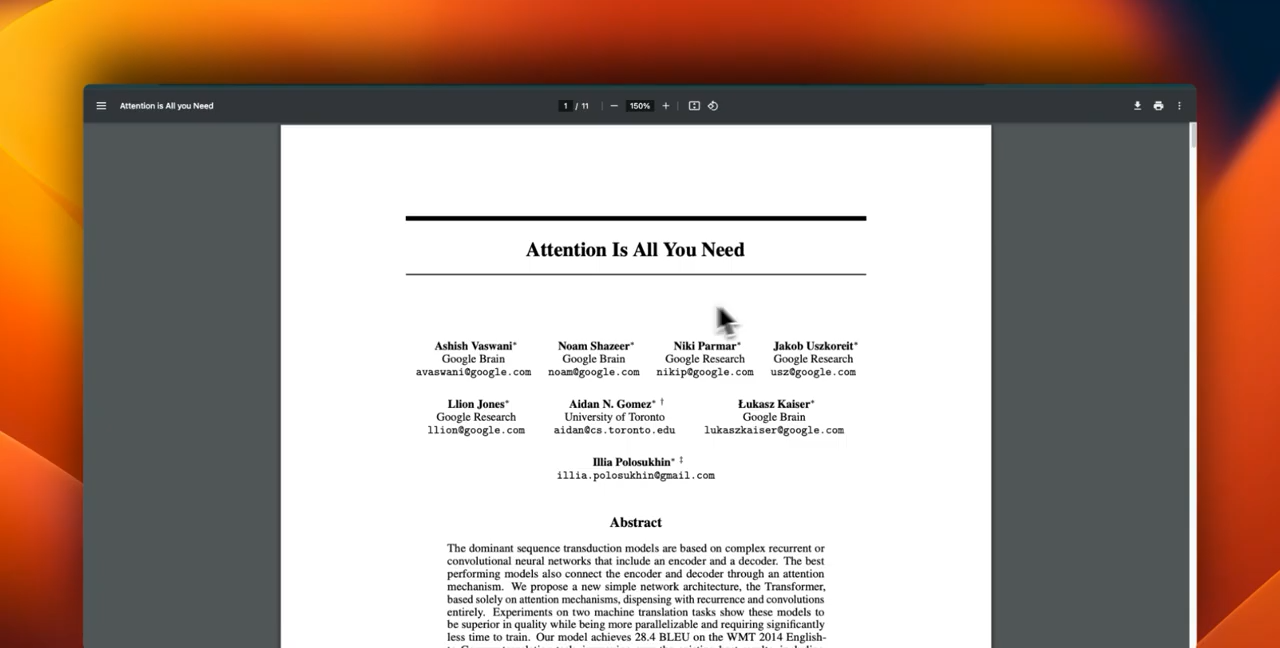 Attention is All you Need
1 / 11
150%
Attention Is All You Need
Ashish Vaswani* Noam Shazeer* Niki Parmar* Jakob Uszkoreit*
Google Brain Google Brain Google Research Google Research
avaswani@google.com noam@google.com nikip@google.com usz@google.com
Llion Jones* Aidan N. Gomez* † Łukasz Kaiser*
Google Research University of Toronto Google Brain
llion@google.com aidan@cs.toronto.edu lukaszkaiser@google.com
Illia Polosukhin* ‡
illia.polosukhin@gmail.com
Abstract
The dominant sequence transduction models are based on complex recurrent or
convolutional neural networks that include an encoder and a decoder. The best
performing models also connect the encoder and decoder through an attention
mechanism. We propose a new simple network architecture, the Transformer,
based solely on attention mechanisms, dispensing with recurrence and convolutions
entirely. Experiments on two machine translation tasks show these models to
be superior in quality while being more parallelizable and requiring significantly
less time to train. Our model achieves 28.4 BLEU on the WMT 2014 English-